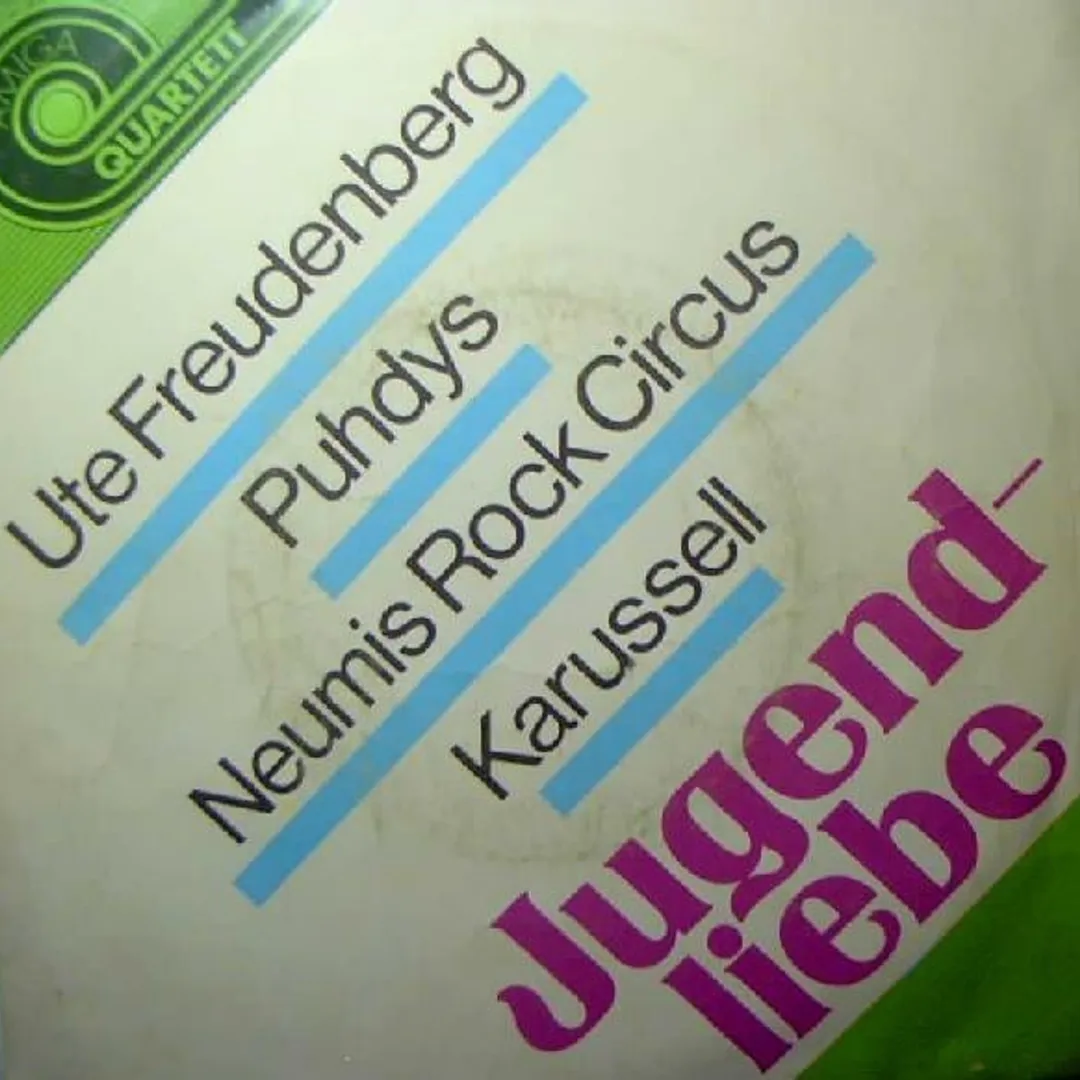 AMIGA
QUARTETT
Ute Freudenberg
Puhdys
Neumis Rock Circus
Karussell
Jugend-
liebe